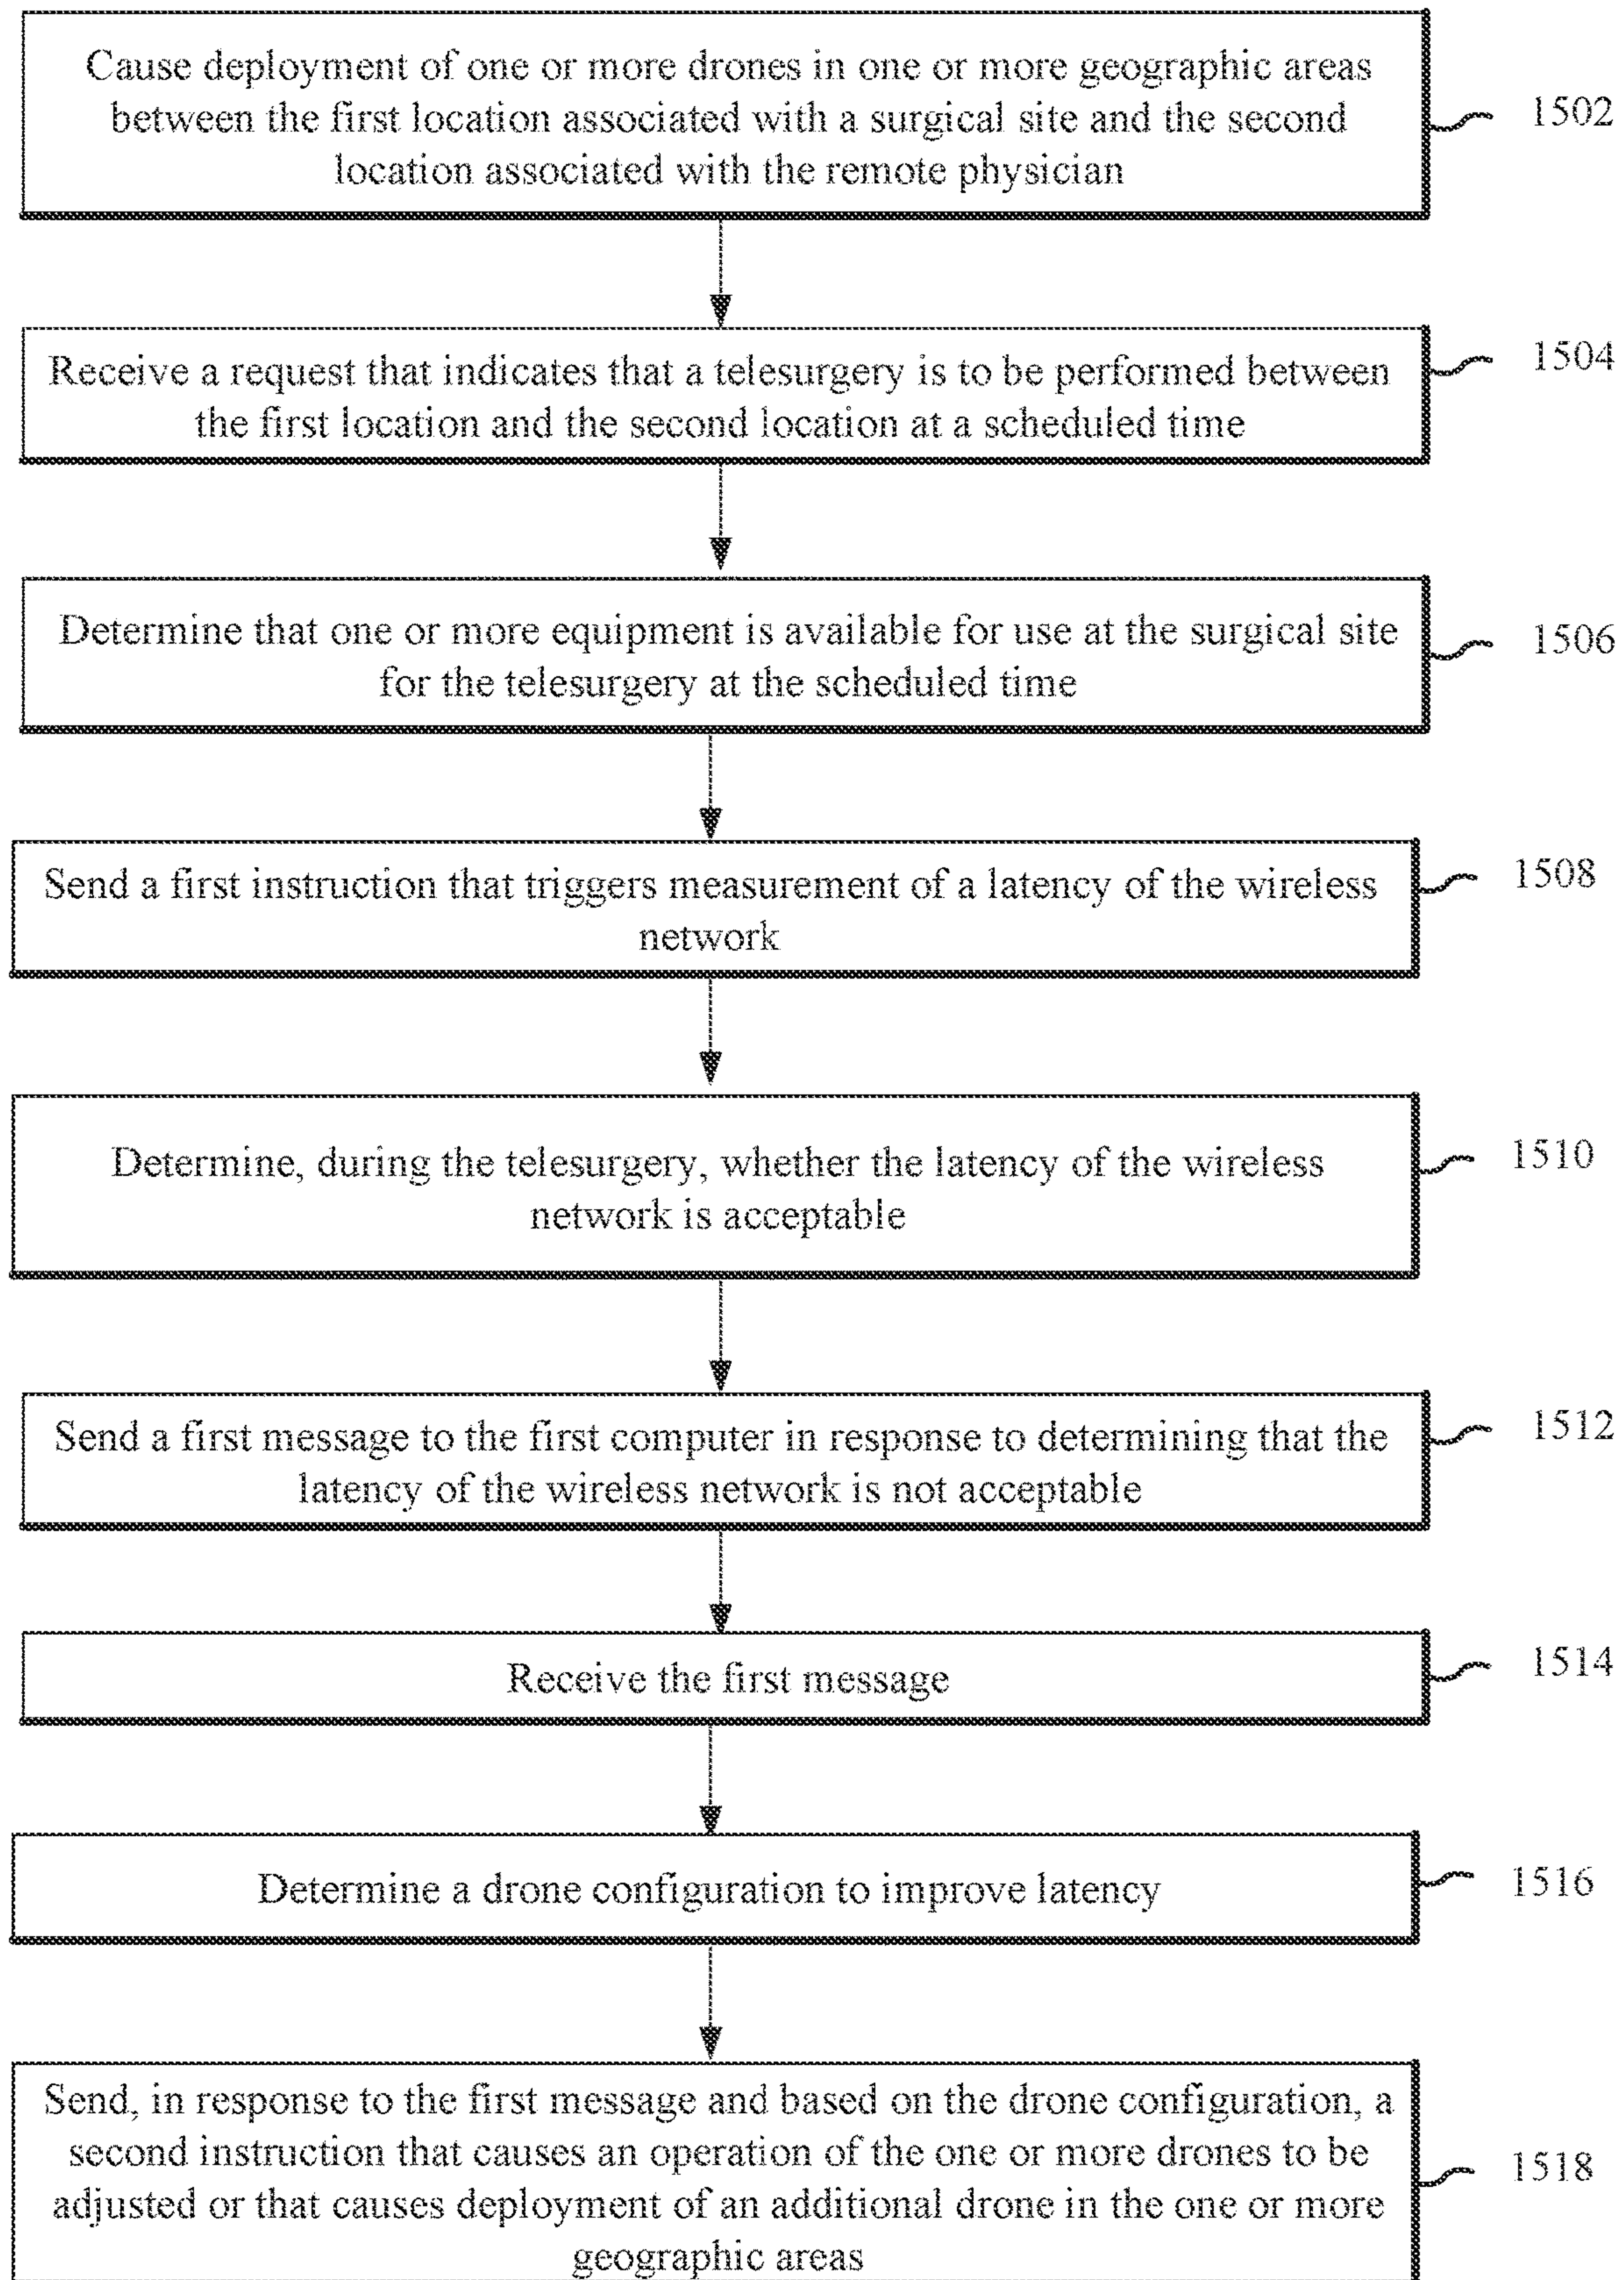 Cause deployment of one or more drones in one or more geographic areas
between the first location associated with a surgical site and the second
location associated with the remote physician
1502
Receive a request that indicates that a telesurgery is to be performed between
the first location and the second location at a scheduled time
1504
Determine that one or more equipment is available for use at the surgical site
for the telesurgery at the scheduled time
1506
Send a first instruction that triggers measurement of a latency of the wireless
network
1508
Determine, during the telesurgery, whether the latency of the wireless
network is acceptable
1510
Send a first message to the first computer in response to determining that the
latency of the wireless network is not acceptable
1512
Receive the first message
1514
Determine a drone configuration to improve latency
1516
Send, in response to the first message and based on the drone configuration, a
second instruction that causes an operation of the one or more drones to be
adjusted or that causes deployment of an additional drone in the one or more
geographic areas
1518